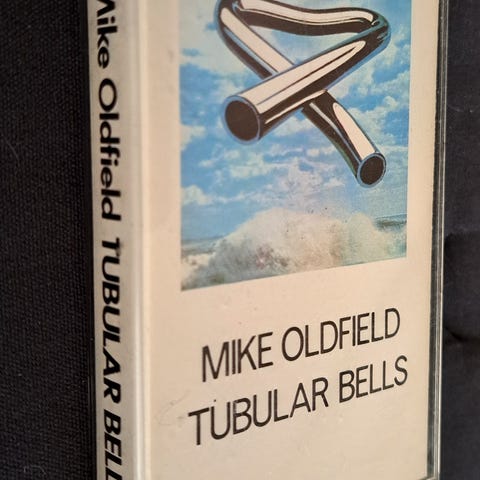 Mike Oldfield TUBULAR BELL
MIKE OLDFIELD
TUBULAR BELLS